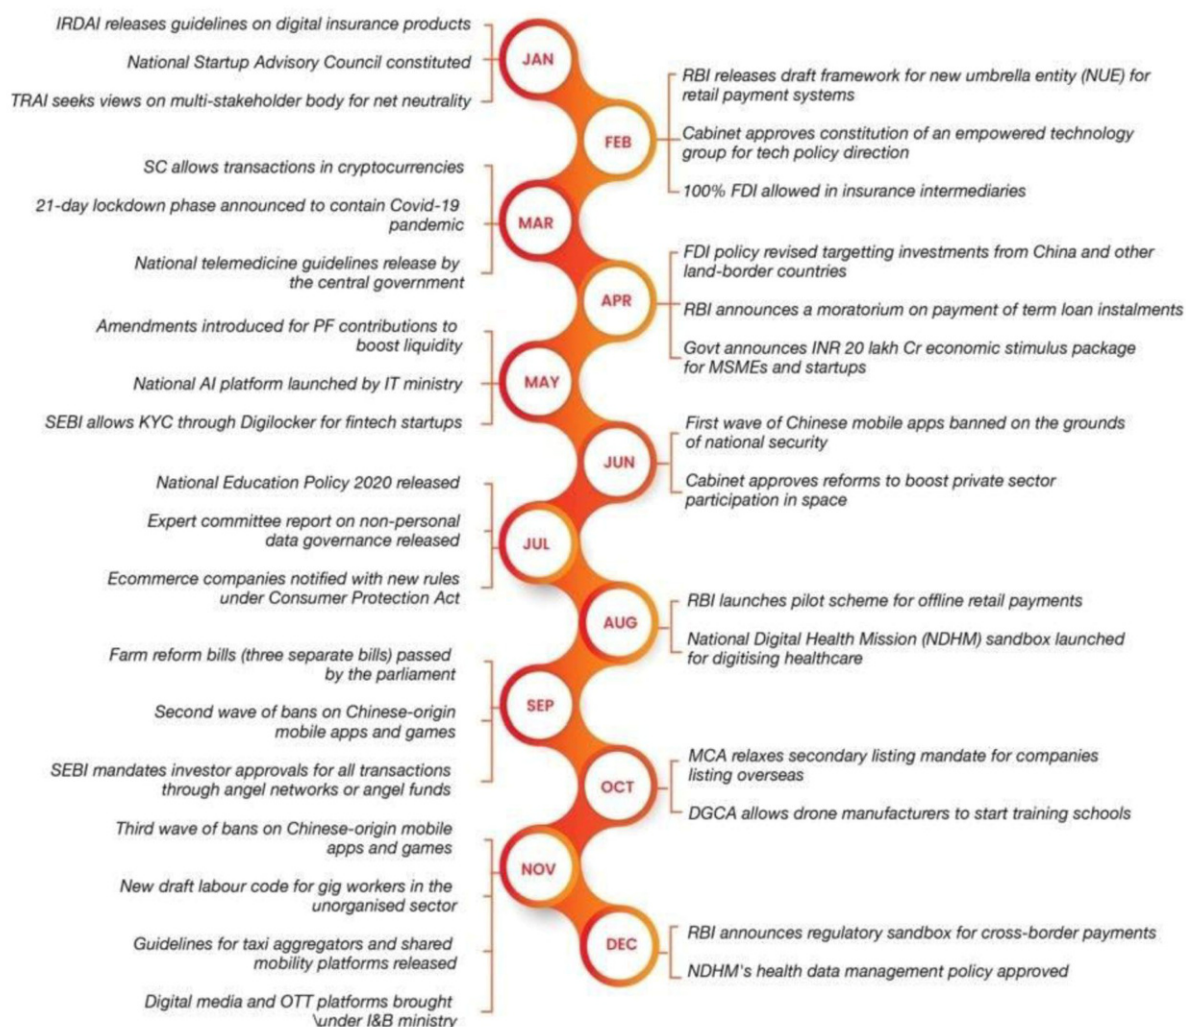 IRDAI releases guidelines on digital insurance products
National Startup Advisory Council constituted
TRAI seeks views on multi-stakeholder body for net neutrality
JAN
RBI releases draft framework for new umbrella entity (NUE) for
retail payment systems
Cabinet approves constitution of an empowered technology
group for tech policy direction
100% FDI allowed in insurance intermediaries
FEB
SC allows transactions in cryptocurrencies
21-day lockdown phase announced to contain Covid-19
pandemic
National telemedicine guidelines release by
the central government
MAR
FDI policy revised targetting investments from China and other
land-border countries
RBI announces a moratorium on payment of term loan instalments
Govt announces INR 20 lakh Cr economic stimulus package
for MSMEs and startups
APR
Amendments introduced for PF contributions to
boost liquidity
National AI platform launched by IT ministry
SEBI allows KYC through Digilocker for fintech startups
MAY
First wave of Chinese mobile apps banned on the grounds
of national security
Cabinet approves reforms to boost private sector
participation in space
JUN
National Education Policy 2020 released
Expert committee report on non-personal
data governance released
Ecommerce companies notified with new rules
under Consumer Protection Act
JUL
RBI launches pilot scheme for offline retail payments
National Digital Health Mission (NDHM) sandbox launched
for digitising healthcare
AUG
Farm reform bills (three separate bills) passed
by the parliament
Second wave of bans on Chinese-origin
mobile apps and games
SEBI mandates investor approvals for all transactions
through angel networks or angel funds
SEP
MCA relaxes secondary listing mandate for companies
listing overseas
DGCA allows drone manufacturers to start training schools
OCT
Third wave of bans on Chinese-origin mobile
apps and games
New draft labour code for gig workers in the
unorganised sector
Guidelines for taxi aggregators and shared
mobility platforms released
Digital media and OTT platforms brought
\under I&B ministry
NOV
RBI announces regulatory sandbox for cross-border payments
NDHM's health data management policy approved
DEC